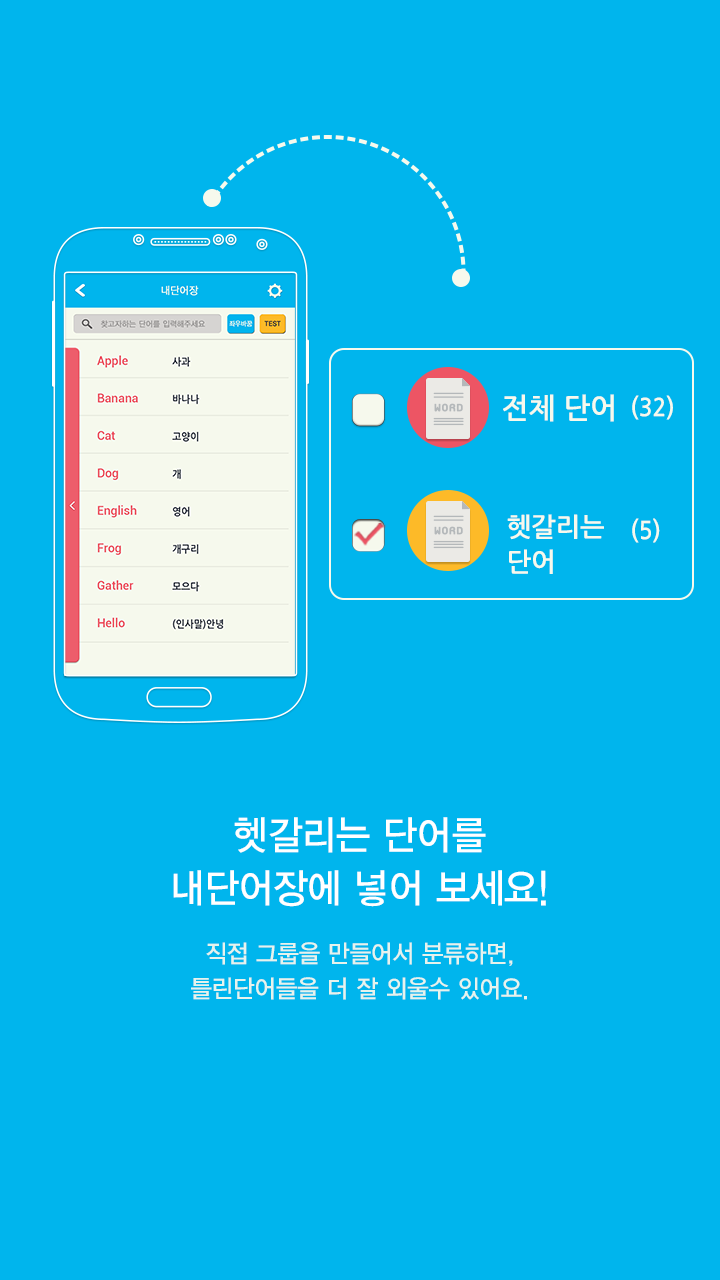 내단어장
찾고자하는 단어를 입력해주세요 좌우바꿈 TEST
Apple 사과
Banana 바나나
Cat 고양이
Dog 개
English 영어
Frog 개구리
Gather 모으다
Hello (인사말)안녕
WORD 전체 단어 (32)
WORD 헷갈리는 (5)
단어
헷갈리는 단어를
내단어장에 넣어 보세요!
직접 그룹을 만들어서 분류하면,
틀린단어들을 더 잘 외울수 있어요.